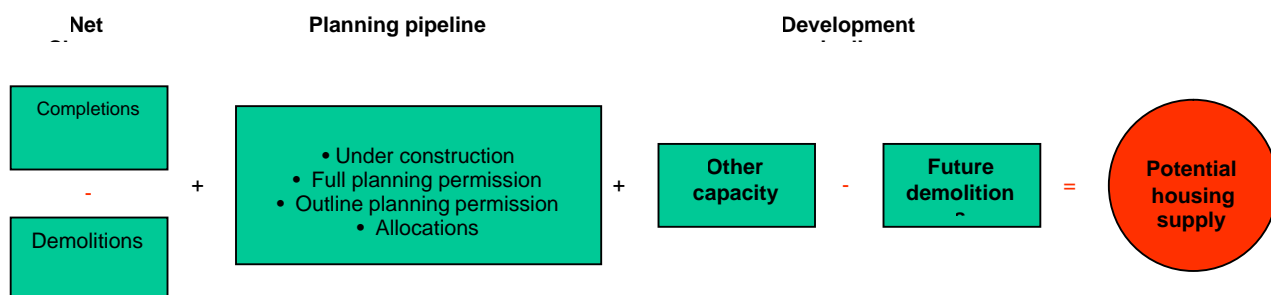 Net
Planning pipeline
Development
Completions
-
Demolitions
+
• Under construction
• Full planning permission
• Outline planning permission
• Allocations
+
Other
capacity
-
Future
demolition
=
Potential
housing
supply